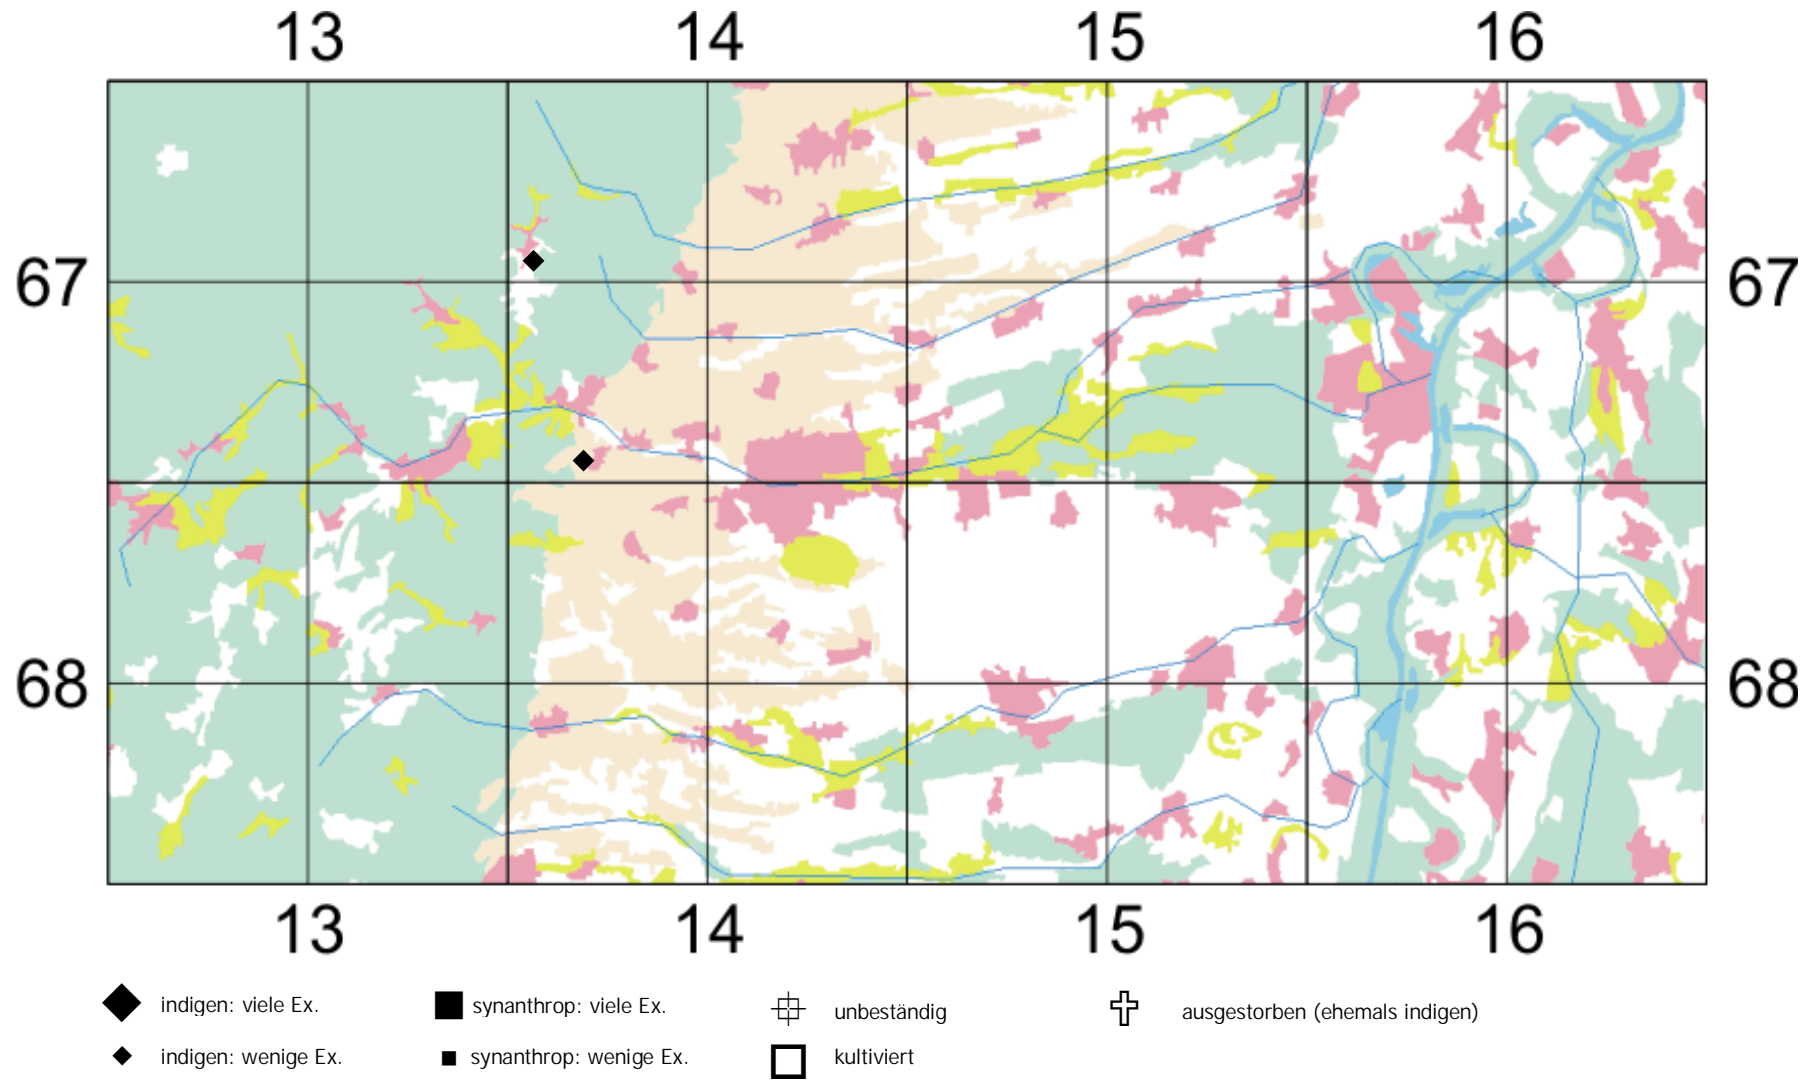 13 14 15 16
67 67
68 68
13 14 15 16
indigen: viele Ex. synanthrop: viele Ex. unbeständig ausgestorben (ehemals indigen)
indigen: wenige Ex. synanthrop: wenige Ex. kultiviert